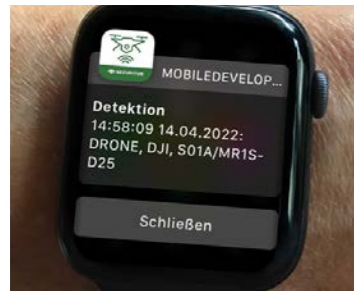 MOBILEDEVELOP...
Detektion
14:58:09 14.04.2022:
DRONE, DJI, S01A/MR1S-
D25
Schließen